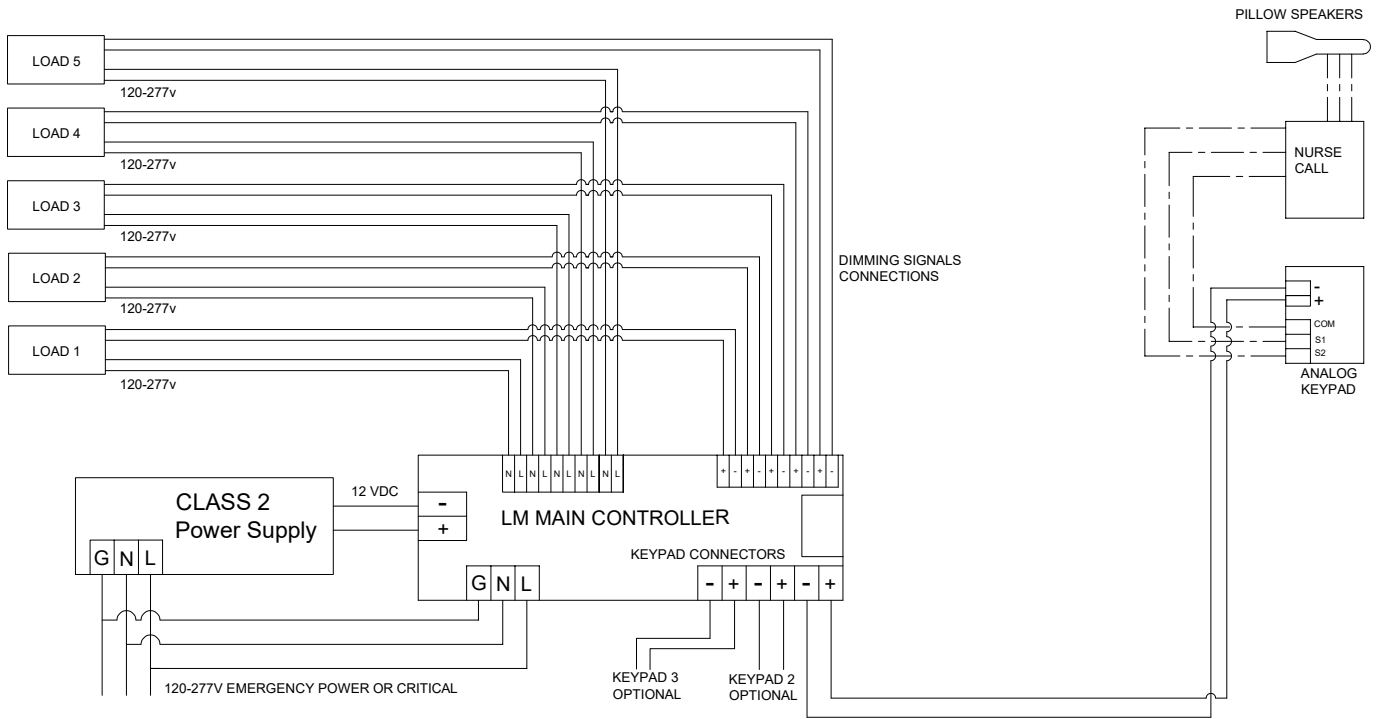 PILLOW SPEAKERS
LOAD 5
120-277v
LOAD 4
120-277v
LOAD 3
120-277v
LOAD 2
120-277v
LOAD 1
120-277v
NURSE
CALL
DIMMING SIGNALS
CONNECTIONS
-
+
COM
S1
S2
ANALOG
KEYPAD
N L N L N L N L N L
+ - + - + - + - + -
CLASS 2
Power Supply
G N L
12 VDC
-
+
LM MAIN CONTROLLER
KEYPAD CONNECTORS
G N L
- + - + - +
KEYPAD 3
OPTIONAL
KEYPAD 2
OPTIONAL
120-277V EMERGENCY POWER OR CRITICAL